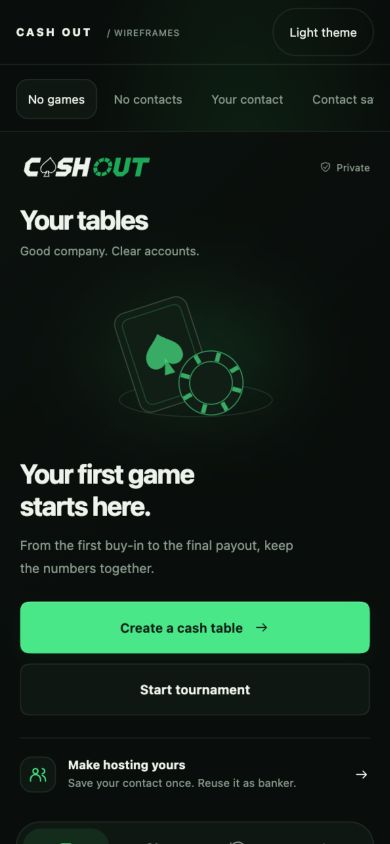 CASH OUT / WIREFRAMES
Light theme
No games
No contacts
Your contact
Contact sa
CASHOUT
Private
Your tables
Good company. Clear accounts.
Your first game
starts here.
From the first buy-in to the final payout, keep
the numbers together.
Create a cash table →
Start tournament
Make hosting yours
Save your contact once. Reuse it as banker.